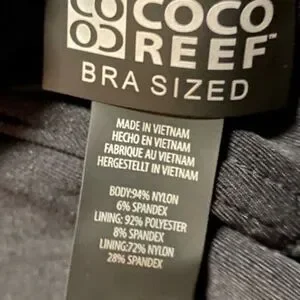 COCO
REEF™
BRA SIZED
MADE IN VIETNAM
HECHO EN VIETNAM
FABRIQUE AU VIETNAM
HERGESTELLT IN VIETNAM
BODY:94% NYLON
6% SPANDEX
LINING: 92% POLYESTER
8% SPANDEX
LINING:72% NYLON
28% SPANDEX